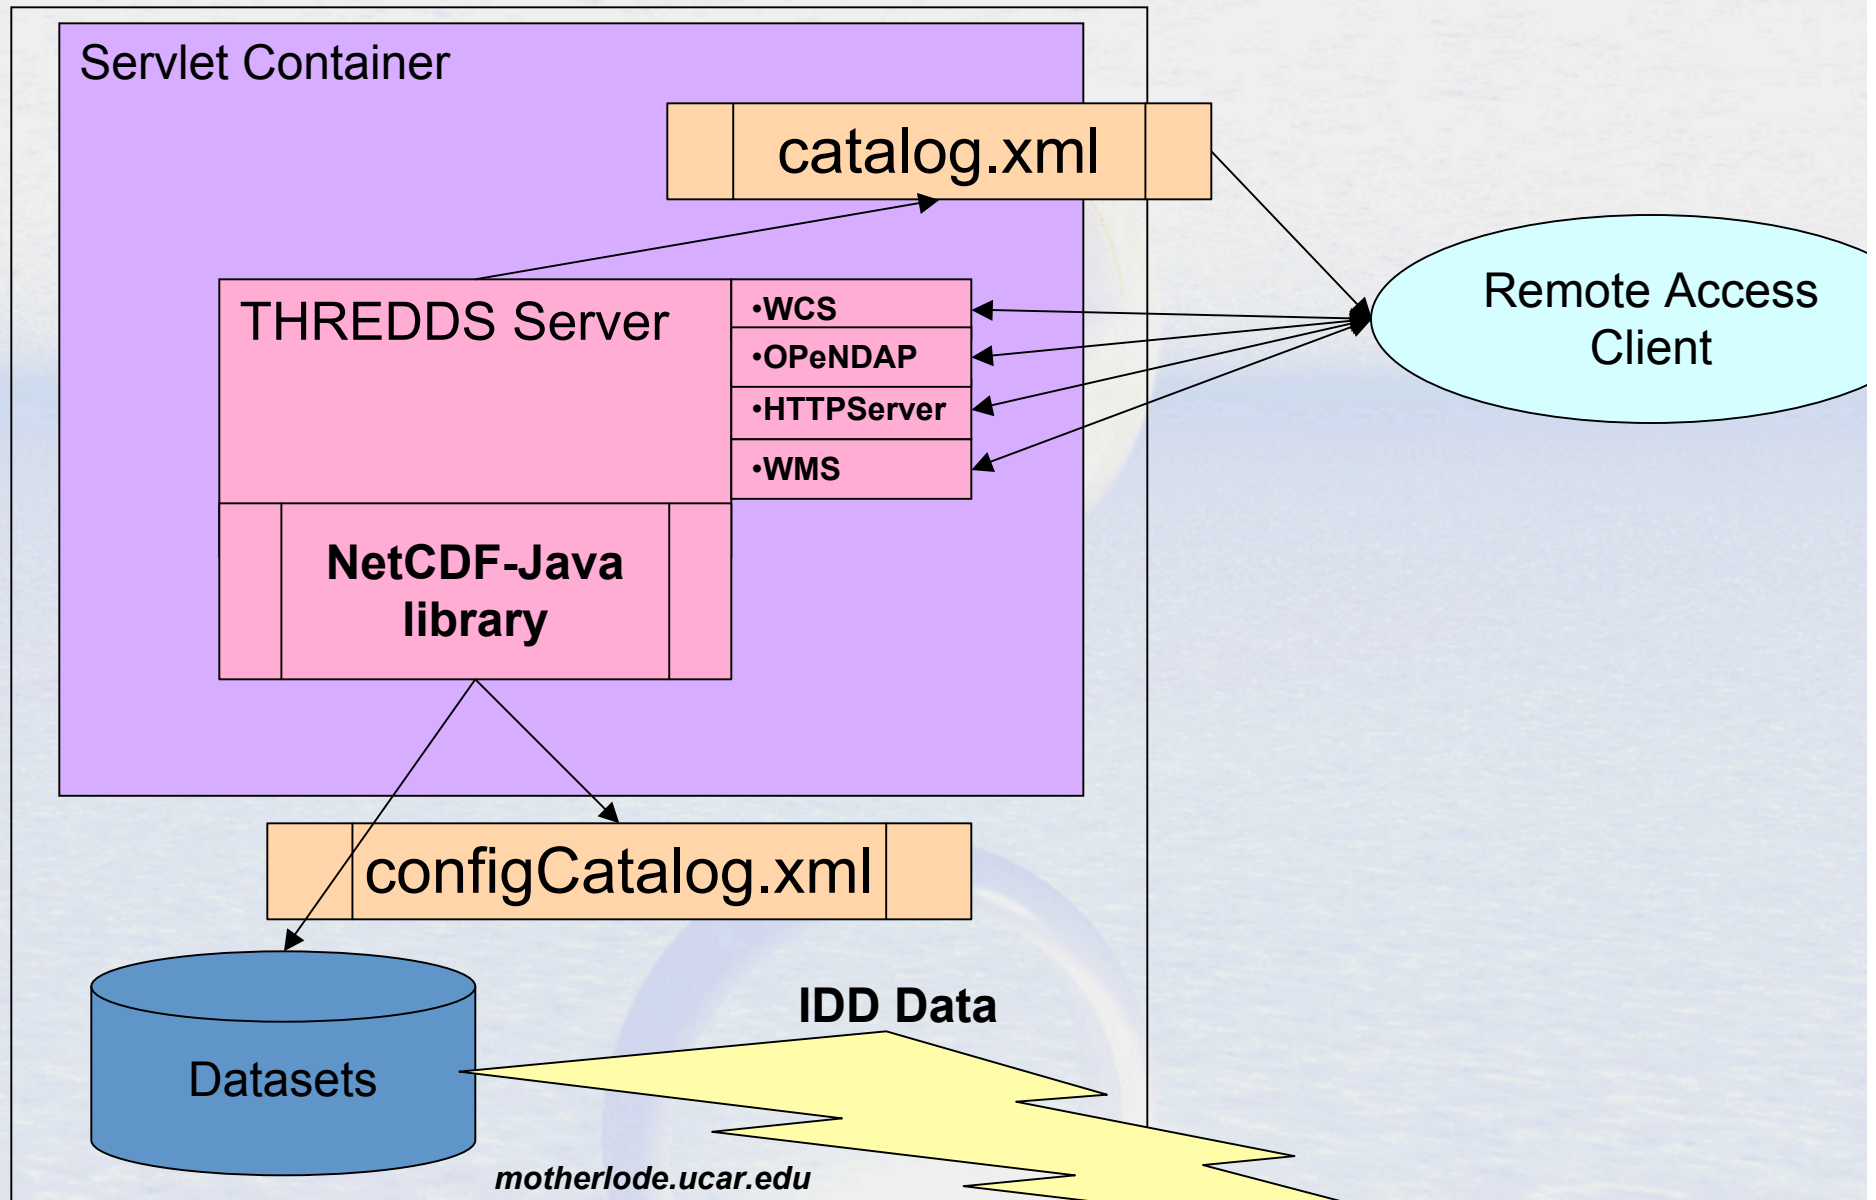 Servlet Container
catalog.xml
THREDDS Server
•WCS
•OPeNDAP
•HTTPServer
•WMS
Remote Access
Client
NetCDF-Java
library
configCatalog.xml
IDD Data
Datasets
motherlode.ucar.edu